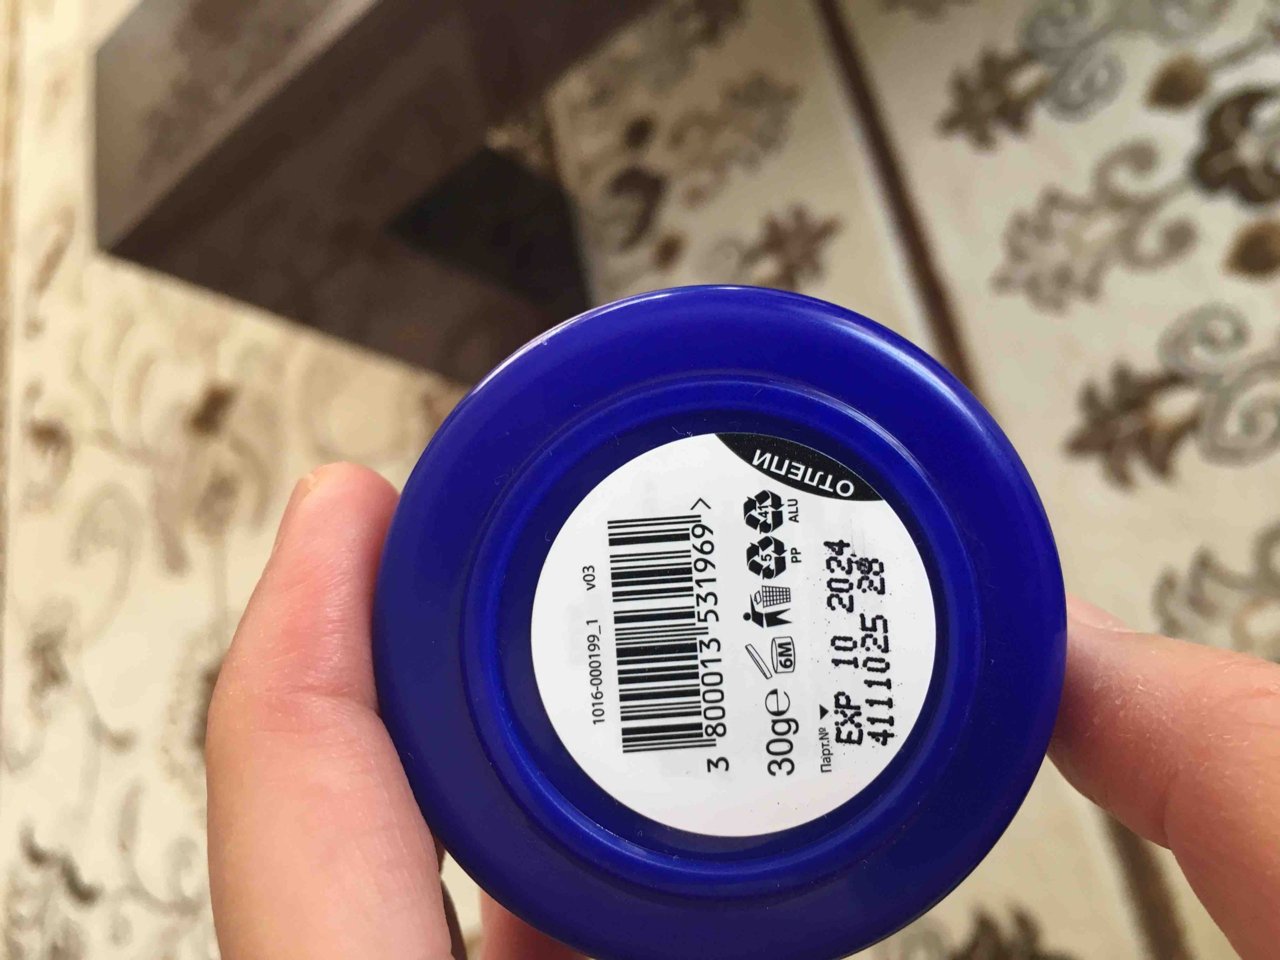 ОТЛЕПИ
1016-000199_1 v03
3 800013 531969 >
5 41
PP ALU
30g℮ 6M
Парт.№ ▼
EXP 10 2024
4111025 28